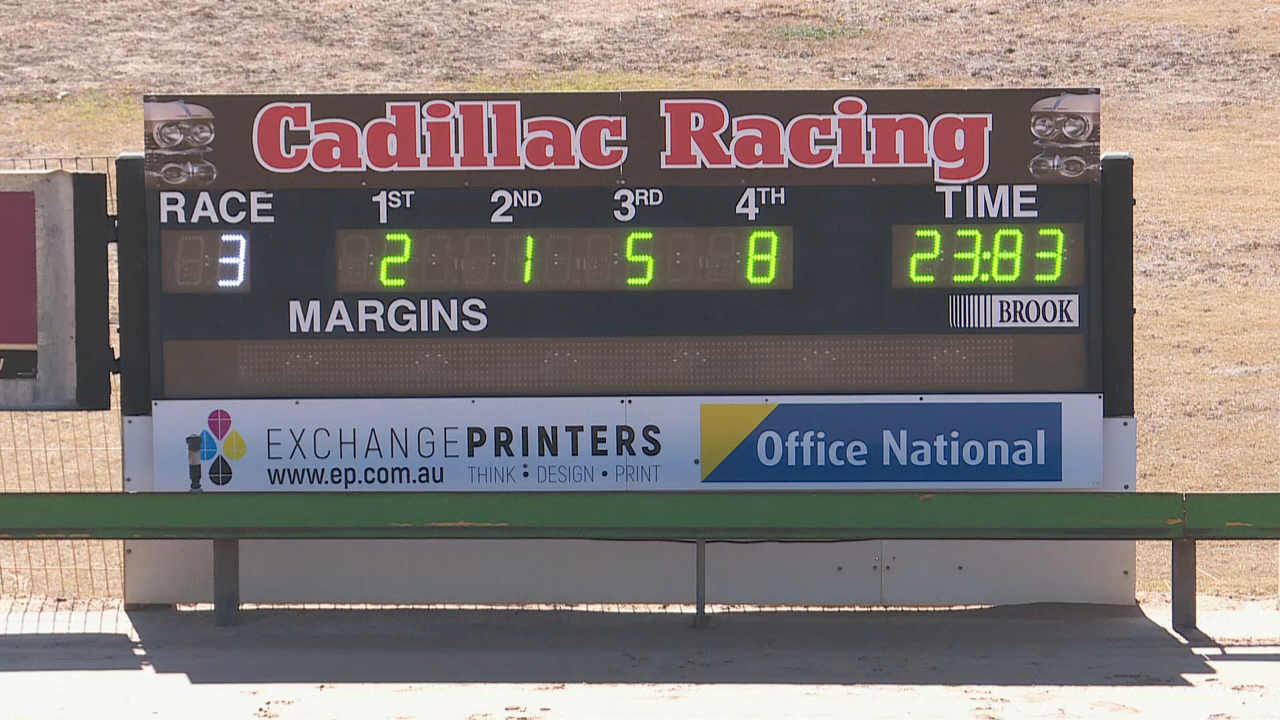 Cadillac Racing
RACE 1ST 2ND 3RD 4TH TIME
3 2 1 5 8 23:83
MARGINS BROOK
EXCHANGEPRINTERS
www.ep.com.au THINK • DESIGN • PRINT
Office National